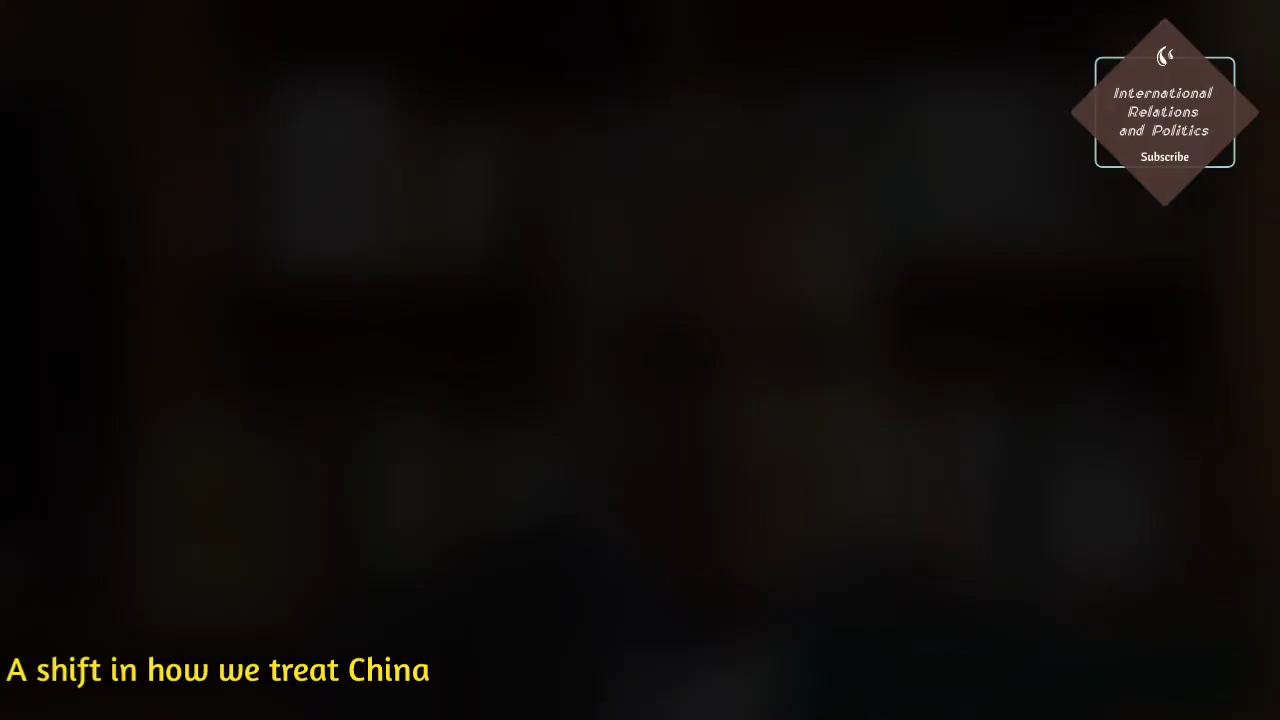 International
Relations
and Politics
Subscribe
A shift in how we treat China